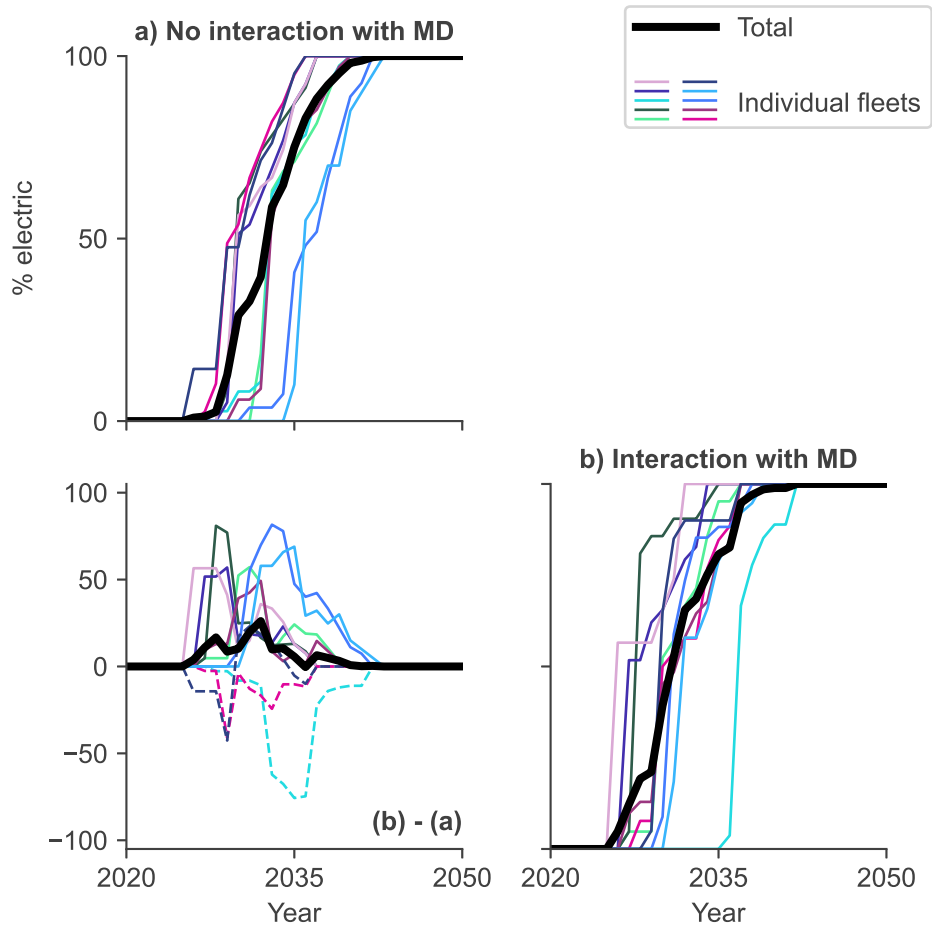 a) No interaction with MD
Total
Individual fleets
100
50
0
% electric
b) Interaction with MD
100
50
0
−50
−100
(b) - (a)
2020
2035
2050
Year
2020
2035
2050
Year